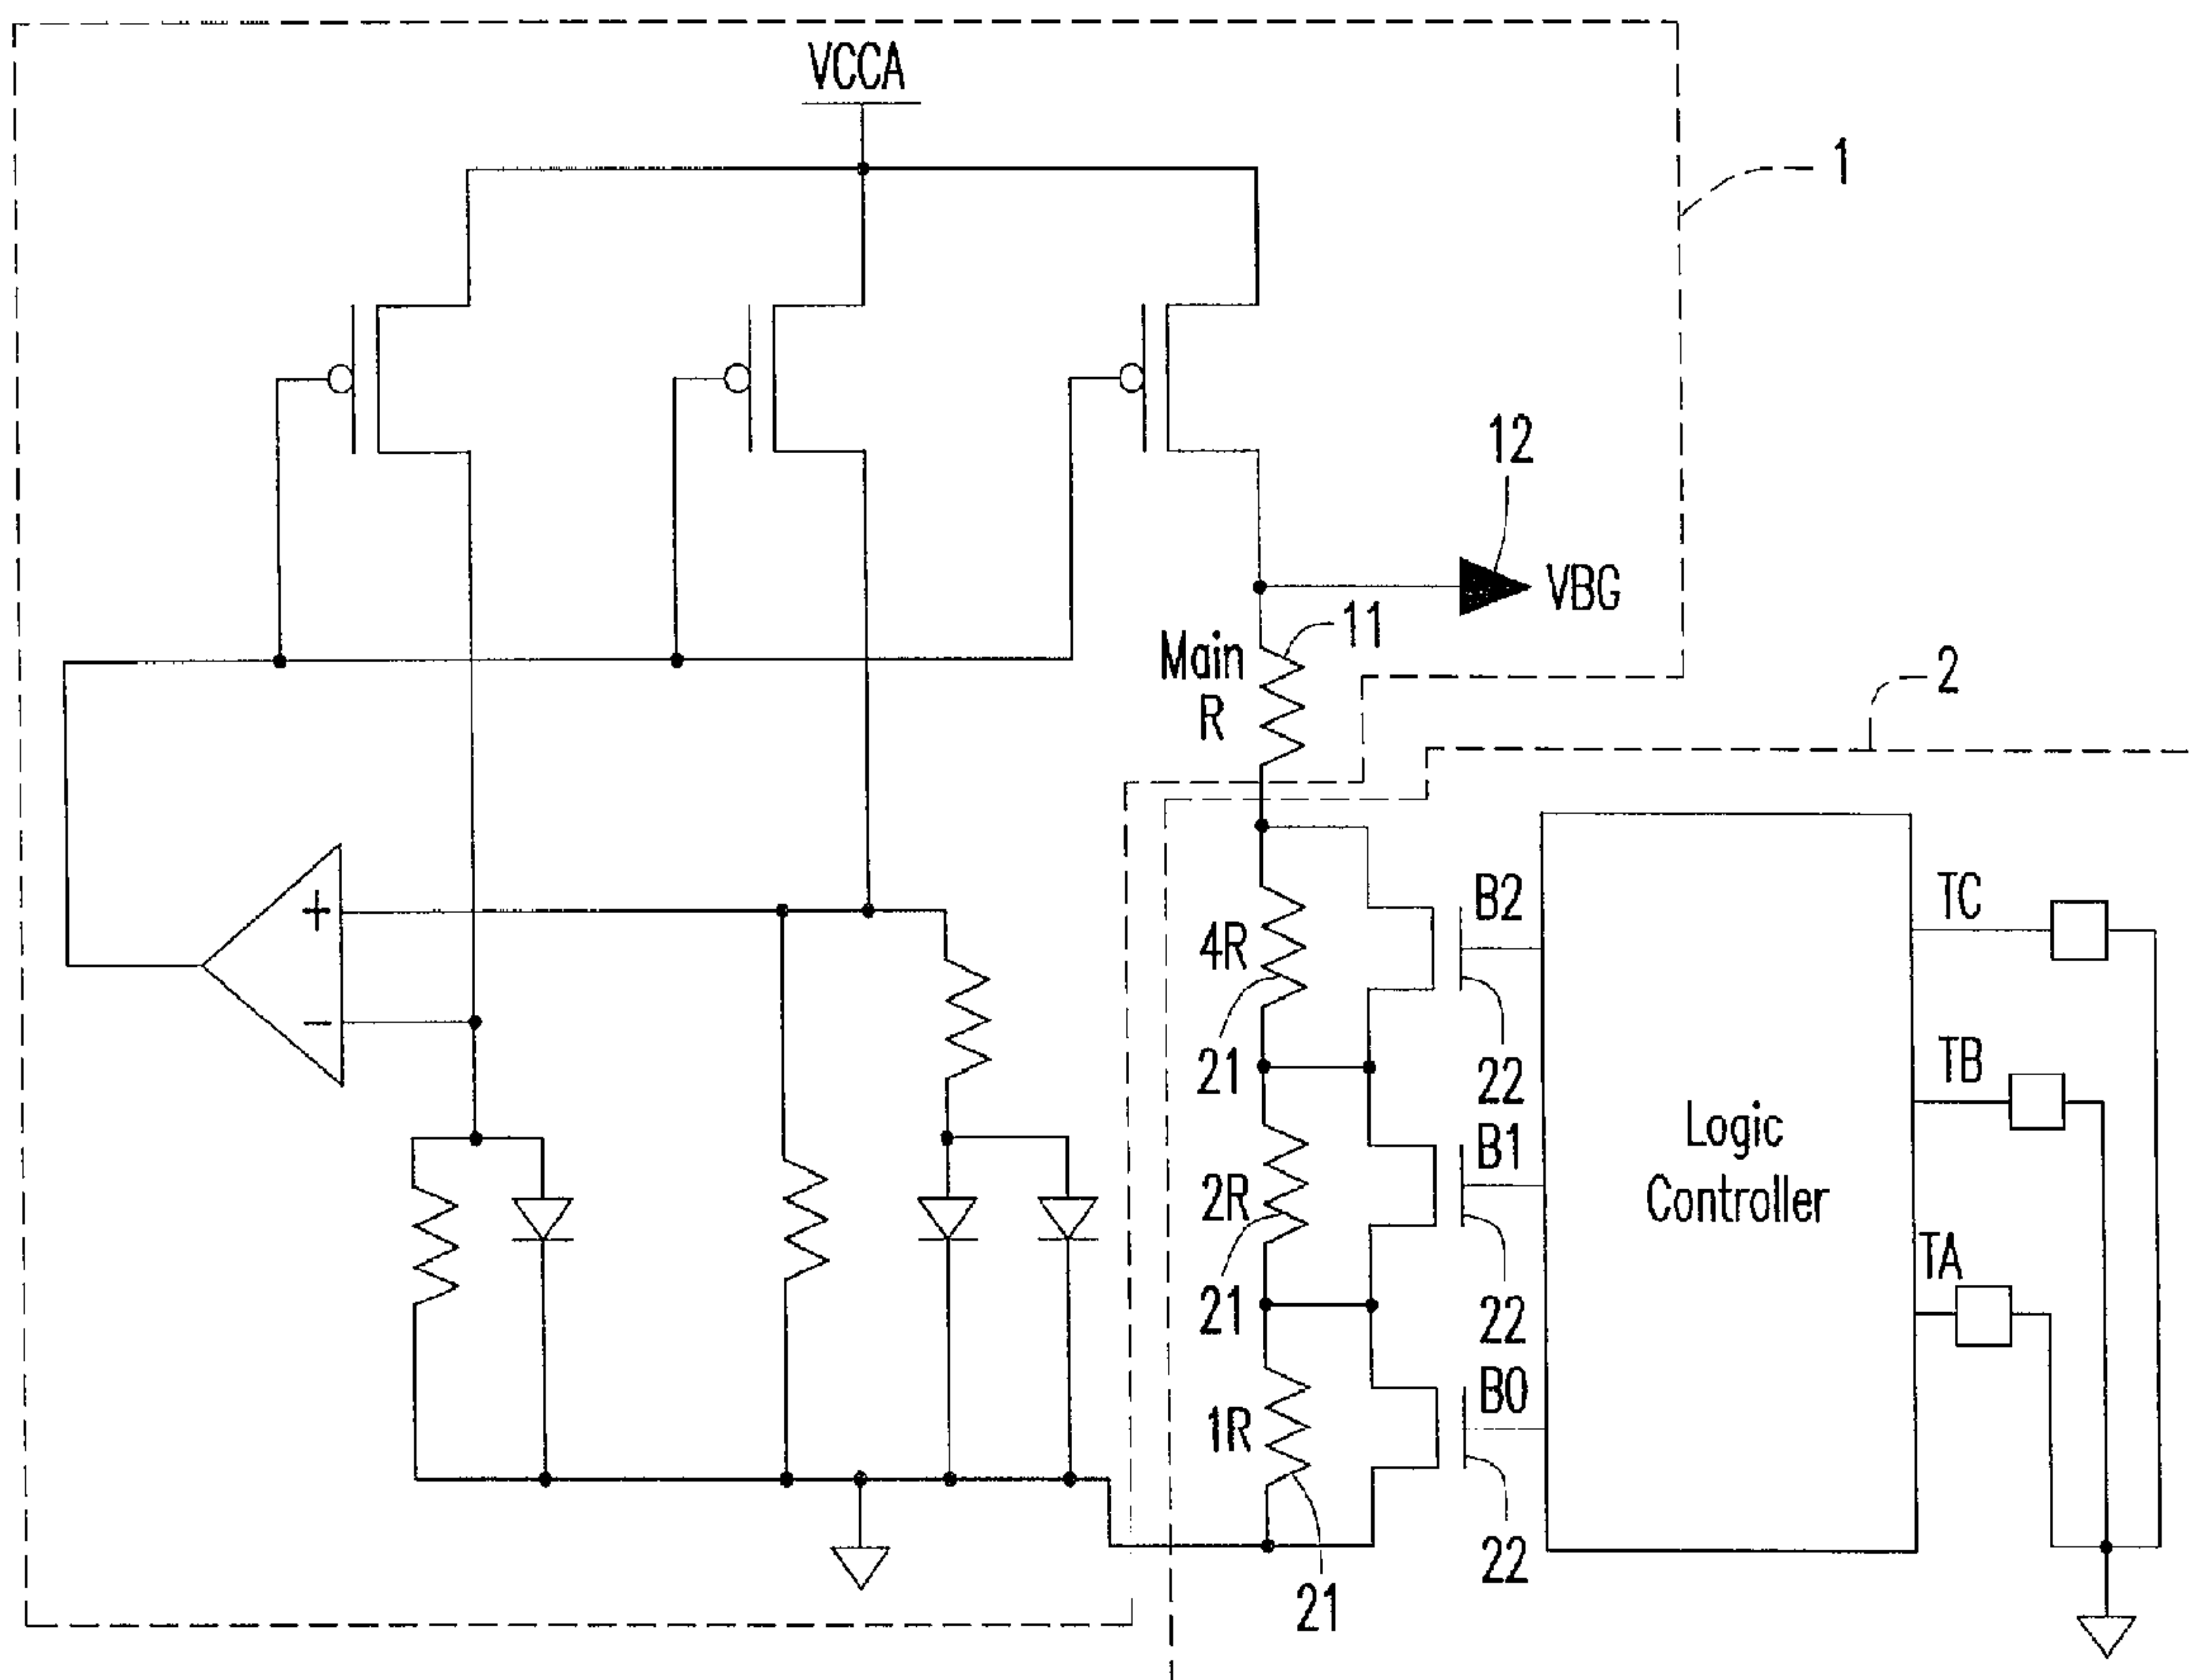 VCCA
1
12
VBG
11
Main
R
2
B2
TC
4R
21
22
TB
B1
Logic
Controller
2R
21
22
TA
B0
1R
22
21
+
−